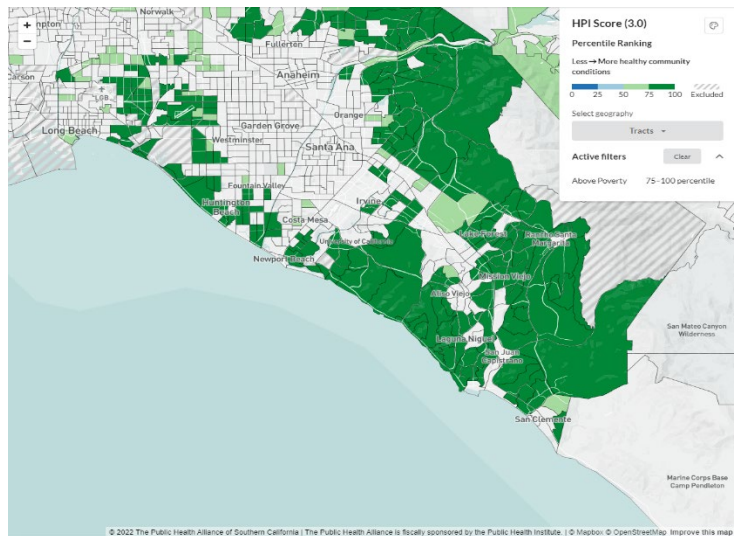 HPI Score (3.0)
Percentile Ranking
Less → More healthy community
conditions
0 25 50 75 100 Excluded
Select geography
Tracts
Active filters
Clear
Above Poverty 75-100 percentile
+
−
Norwalk
Fullerton
Carson
Anaheim
Orange
Long Beach
Garden Grove
Westminster
Santa Ana
Fountain Valley
Irvine
Huntington
Beach
Costa Mesa
University of California
Newport Beach
Lake Forest
Rancho Santa
Margarita
Mission Viejo
Aliso Viejo
Laguna Niguel
San Juan
Capistrano
San Clemente
San Mateo Canyon
Wilderness
Marine Corps Base
Camp Pendleton
© 2022 The Public Health Alliance of Southern California | The Public Health Alliance is fiscally sponsored by the Public Health Institute. | © Mapbox © OpenStreetMap Improve this map